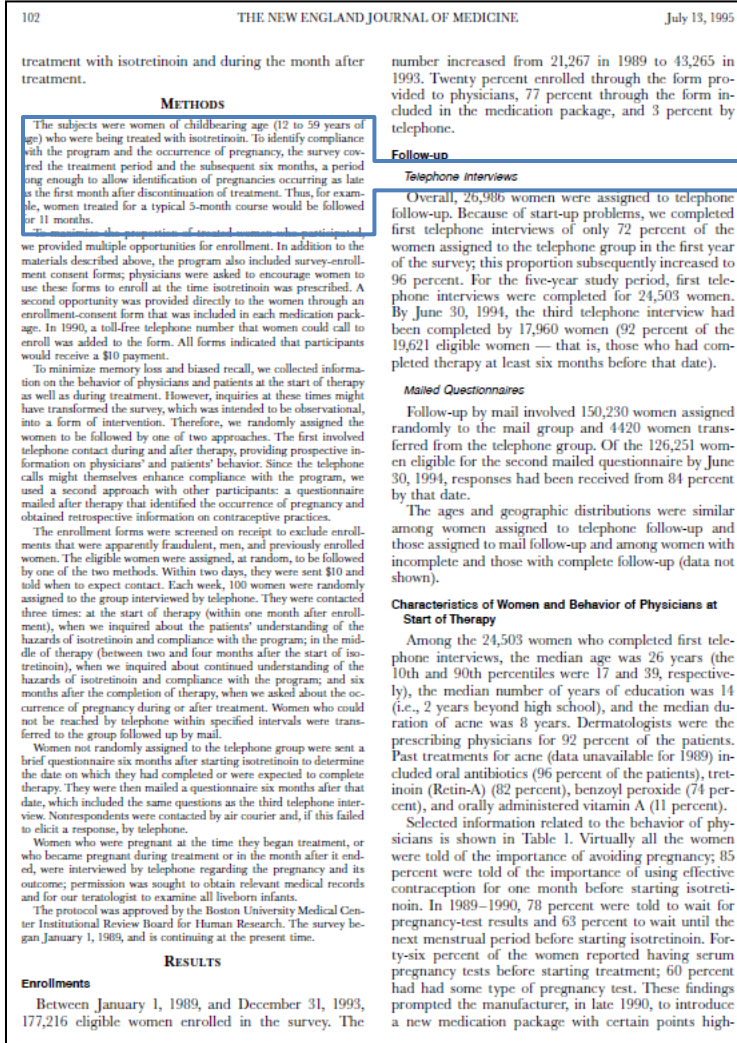 102
THE NEW ENGLAND JOURNAL OF MEDICINE
July 13, 1995
treatment with isotretinoin and during the month after
treatment.
METHODS
The subjects were women of childbearing age (12 to 59 years of
age) who were being treated with isotretinoin. To identify compliance
with the program and the occurrence of pregnancy, the survey cov-
ered the treatment period and the subsequent six months, a period
long enough to allow identification of pregnancies occurring as late
as the first month after discontinuation of treatment. Thus, for exam-
ple, women treated for a typical 5-month course would be followed
for 11 months.
To maximize the proportion of treated women who participated,
we provided multiple opportunities for enrollment. In addition to the
materials described above, the program also included survey-enroll-
ment consent forms; physicians were asked to encourage women to
use these forms to enroll at the time isotretinoin was prescribed. A
second opportunity was provided directly to the women through an
enrollment-consent form that was included in each medication pack-
age. In 1990, a toll-free telephone number that women could call to
enroll was added to the form. All forms indicated that participants
would receive a $10 payment.
To minimize memory loss and biased recall, we collected informa-
tion on the behavior of physicians and patients at the start of therapy
as well as during treatment. However, inquiries at these times might
have transformed the survey, which was intended to be observational,
into a form of intervention. Therefore, we randomly assigned the
women to be followed by one of two approaches. The first involved
telephone contact during and after therapy, providing prospective in-
formation on physicians' and patients' behavior. Since the telephone
calls might themselves enhance compliance with the program, we
used a second approach with other participants: a questionnaire
mailed after therapy that identified the occurrence of pregnancy and
obtained retrospective information on contraceptive practices.
The enrollment forms were screened on receipt to exclude enroll-
ments that were apparently fraudulent, men, and previously enrolled
women. The eligible women were assigned, at random, to be followed
by one of the two methods. Within two days, they were sent $10 and
told when to expect contact. Each week, 100 women were randomly
assigned to the group interviewed by telephone. They were contacted
three times: at the start of therapy (within one month after enroll-
ment), when we inquired about the patients' understanding of the
hazards of isotretinoin and compliance with the program; in the mid-
dle of therapy (between two and four months after the start of iso-
tretinoin), when we inquired about continued understanding of the
hazards of isotretinoin and compliance with the program; and six
months after the completion of therapy, when we asked about the oc-
currence of pregnancy during or after treatment. Women who could
not be reached by telephone within specified intervals were trans-
ferred to the group followed up by mail.
Women not randomly assigned to the telephone group were sent a
brief questionnaire six months after starting isotretinoin to determine
the date on which they had completed or were expected to complete
therapy. They were then mailed a questionnaire six months after that
date, which included the same questions as the third telephone inter-
view. Nonrespondents were contacted by air courier and, if this failed
to elicit a response, by telephone.
Women who were pregnant at the time they began treatment, or
who became pregnant during treatment or in the month after it end-
ed, were interviewed by telephone regarding the pregnancy and its
outcome; permission was sought to obtain relevant medical records
and for our teratologist to examine all liveborn infants.
The protocol was approved by the Boston University Medical Cen-
ter Institutional Review Board for Human Research. The survey be-
gan January 1, 1989, and is continuing at the present time.
RESULTS
Enrollments
Between January 1, 1989, and December 31, 1993,
177,216 eligible women enrolled in the survey. The
number increased from 21,267 in 1989 to 43,265 in
1993. Twenty percent enrolled through the form pro-
vided to physicians, 77 percent through the form in-
cluded in the medication package, and 3 percent by
telephone.
Follow-up
Telephone Interviews
Overall, 26,986 women were assigned to telephone
follow-up. Because of start-up problems, we completed
first telephone interviews of only 72 percent of the
women assigned to the telephone group in the first year
of the survey; this proportion subsequently increased to
96 percent. For the five-year study period, first tele-
phone interviews were completed for 24,503 women.
By June 30, 1994, the third telephone interview had
been completed by 17,960 women (92 percent of the
19,621 eligible women — that is, those who had com-
pleted therapy at least six months before that date).
Mailed Questionnaires
Follow-up by mail involved 150,230 women assigned
randomly to the mail group and 4420 women trans-
ferred from the telephone group. Of the 126,251 wom-
en eligible for the second mailed questionnaire by June
30, 1994, responses had been received from 84 percent
by that date.
The ages and geographic distributions were similar
among women assigned to telephone follow-up and
those assigned to mail follow-up and among women with
incomplete and those with complete follow-up (data not
shown).
Characteristics of Women and Behavior of Physicians at
Start of Therapy
Among the 24,503 women who completed first tele-
phone interviews, the median age was 26 years (the
10th and 90th percentiles were 17 and 39, respective-
ly), the median number of years of education was 14
(i.e., 2 years beyond high school), and the median du-
ration of acne was 8 years. Dermatologists were the
prescribing physicians for 92 percent of the patients.
Past treatments for acne (data unavailable for 1989) in-
cluded oral antibiotics (96 percent of the patients), tret-
inoin (Retin-A) (82 percent), benzoyl peroxide (74 per-
cent), and orally administered vitamin A (11 percent).
Selected information related to the behavior of phy-
sicians is shown in Table 1. Virtually all the women
were told of the importance of avoiding pregnancy; 85
percent were told of the importance of using effective
contraception for one month before starting isotreti-
noin. In 1989–1990, 78 percent were told to wait for
pregnancy-test results and 63 percent to wait until the
next menstrual period before starting isotretinoin. For-
ty-six percent of the women reported having serum
pregnancy tests before starting treatment; 60 percent
had had some type of pregnancy test. These findings
prompted the manufacturer, in late 1990, to introduce
a new medication package with certain points high-